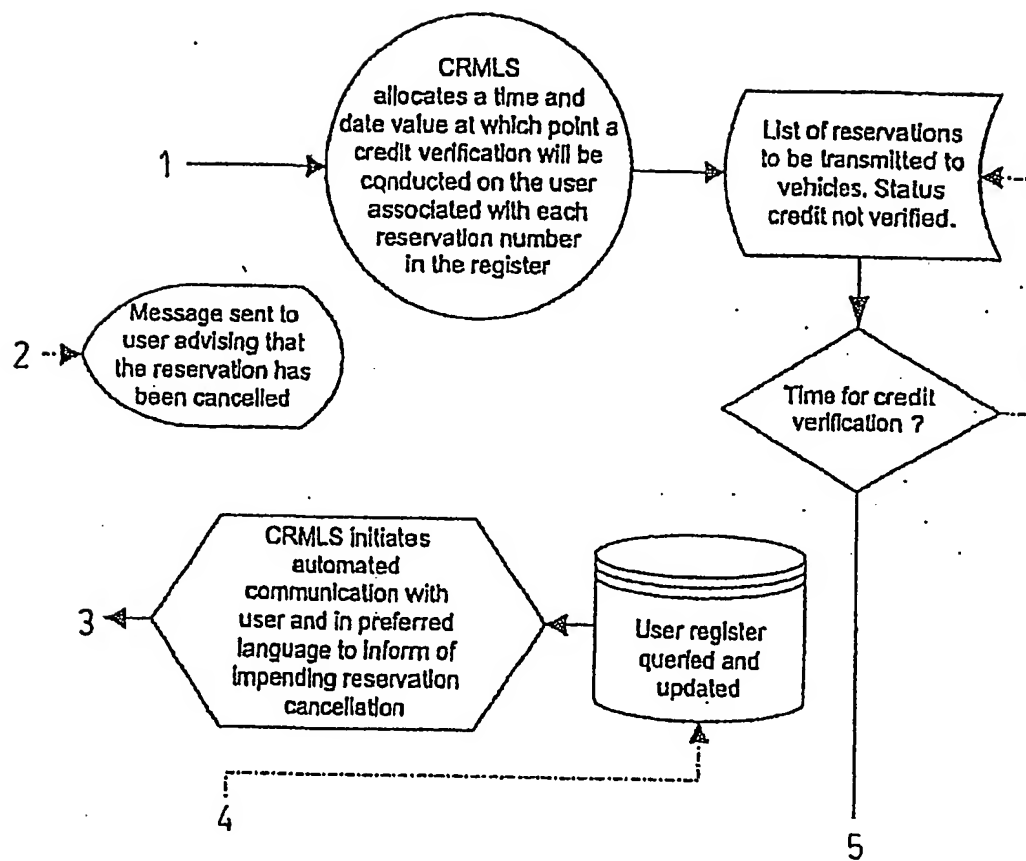 CRMLS
allocates a time and
date value at which point a
credit verification will be
conducted on the user
associated with each
reservation number
in the register
List of reservations
to be transmitted to
vehicles. Status
credit not verified.
1
Message sent to
user advising that
the reservation has
been cancelled
2
Time for credit
verification ?
CRMLS initiates
automated
communication with
user and in preferred
language to inform of
impending reservation
cancellation
3
User register
queried and
updated
4
5